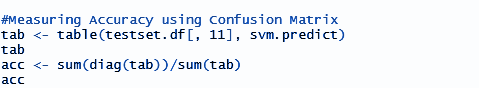 #Measuring Accuracy using Confusion Matrix
tab <- table(testset.df[, 11], svm.predict)
tab
acc <- sum(diag(tab))/sum(tab)
acc